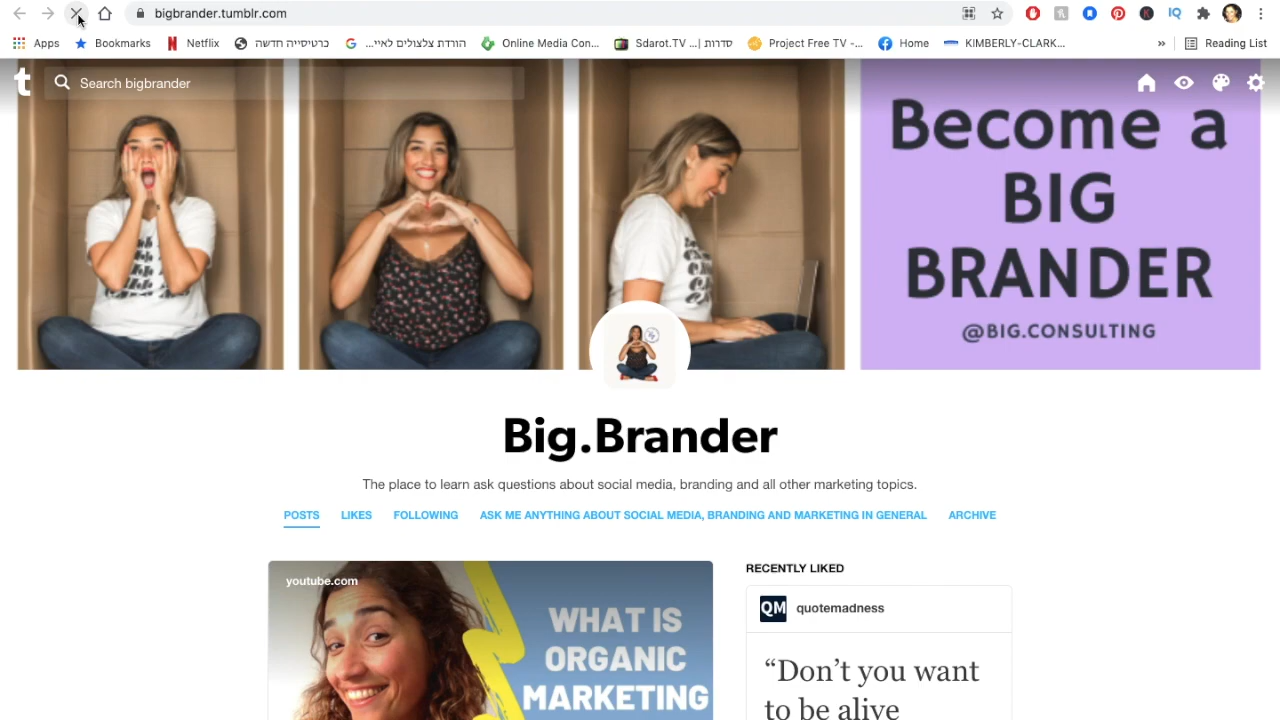 bigbrander.tumblr.com
Apps
Bookmarks
Netflix
כרטיסייה חדשה
הורדת צלצולים לאיי...
Online Media Con...
Sdarot.TV סדרות |...
Project Free TV -...
Home
KIMBERLY-CLARK...
»
Reading List
t
Search bigbrander
Become a
BIG
BRANDER
@BIG.CONSULTING
Big.Brander
The place to learn ask questions about social media, branding and all other marketing topics.
POSTS
LIKES
FOLLOWING
ASK ME ANYTHING ABOUT SOCIAL MEDIA, BRANDING AND MARKETING IN GENERAL
ARCHIVE
youtube.com
WHAT IS
ORGANIC
MARKETING
RECENTLY LIKED
QM
quotemadness
“Don’t you want
to be alive